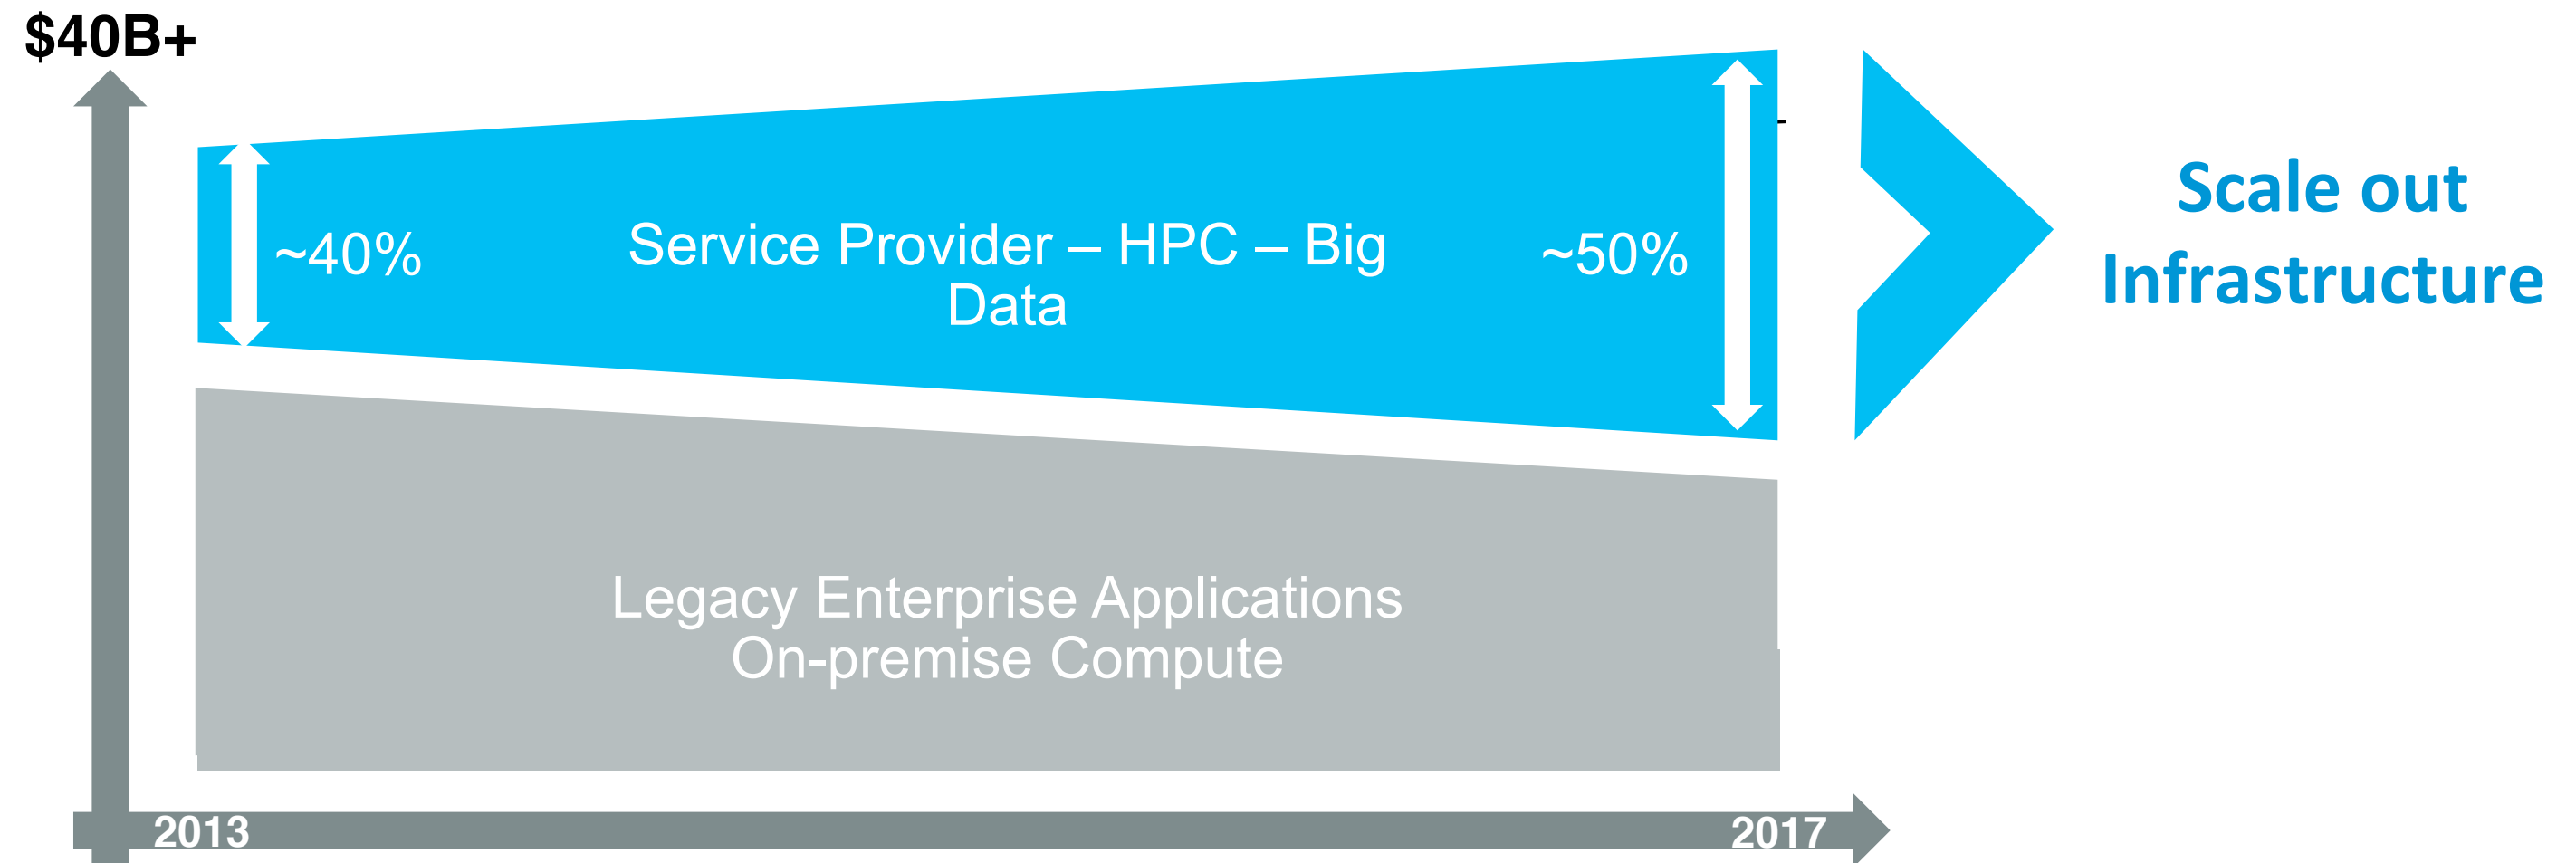 $40B+
~40%
Service Provider – HPC – Big
Data
~50%
Scale out
Infrastructure
Legacy Enterprise Applications
On-premise Compute
2013
2017